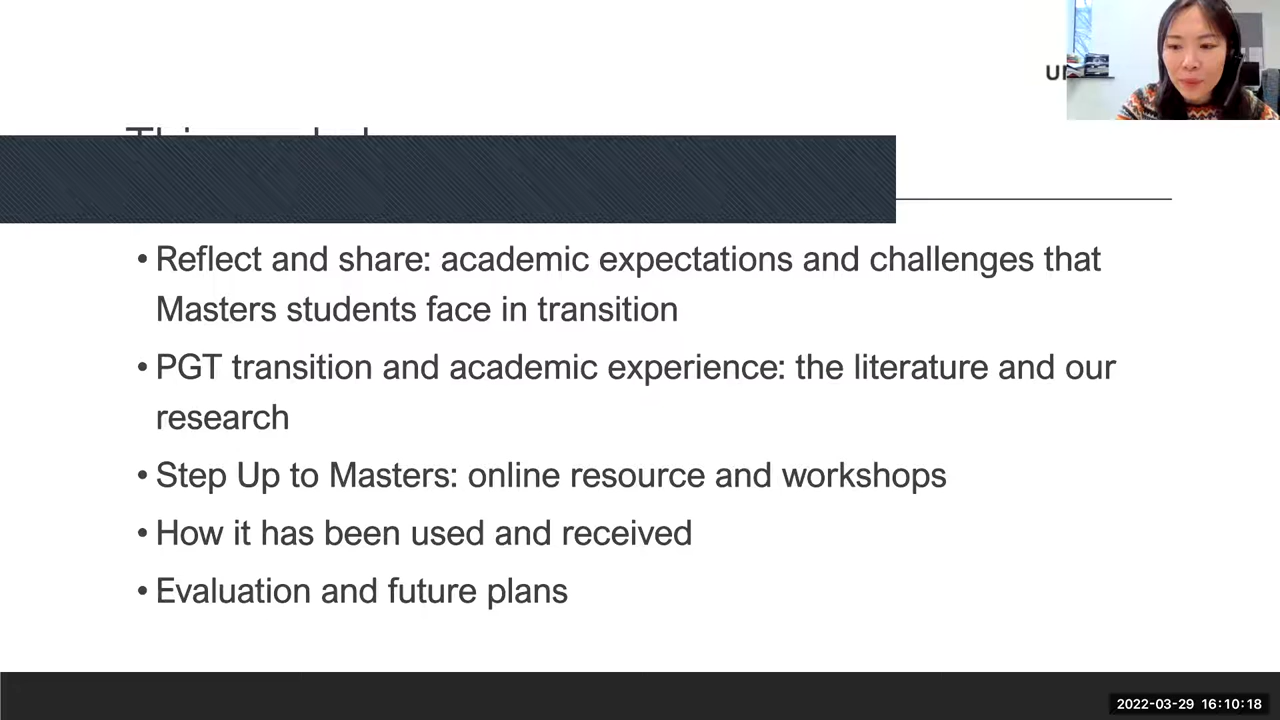 • Reflect and share: academic expectations and challenges that
Masters students face in transition
• PGT transition and academic experience: the literature and our
research
• Step Up to Masters: online resource and workshops
• How it has been used and received
• Evaluation and future plans
2022-03-29 16:10:18